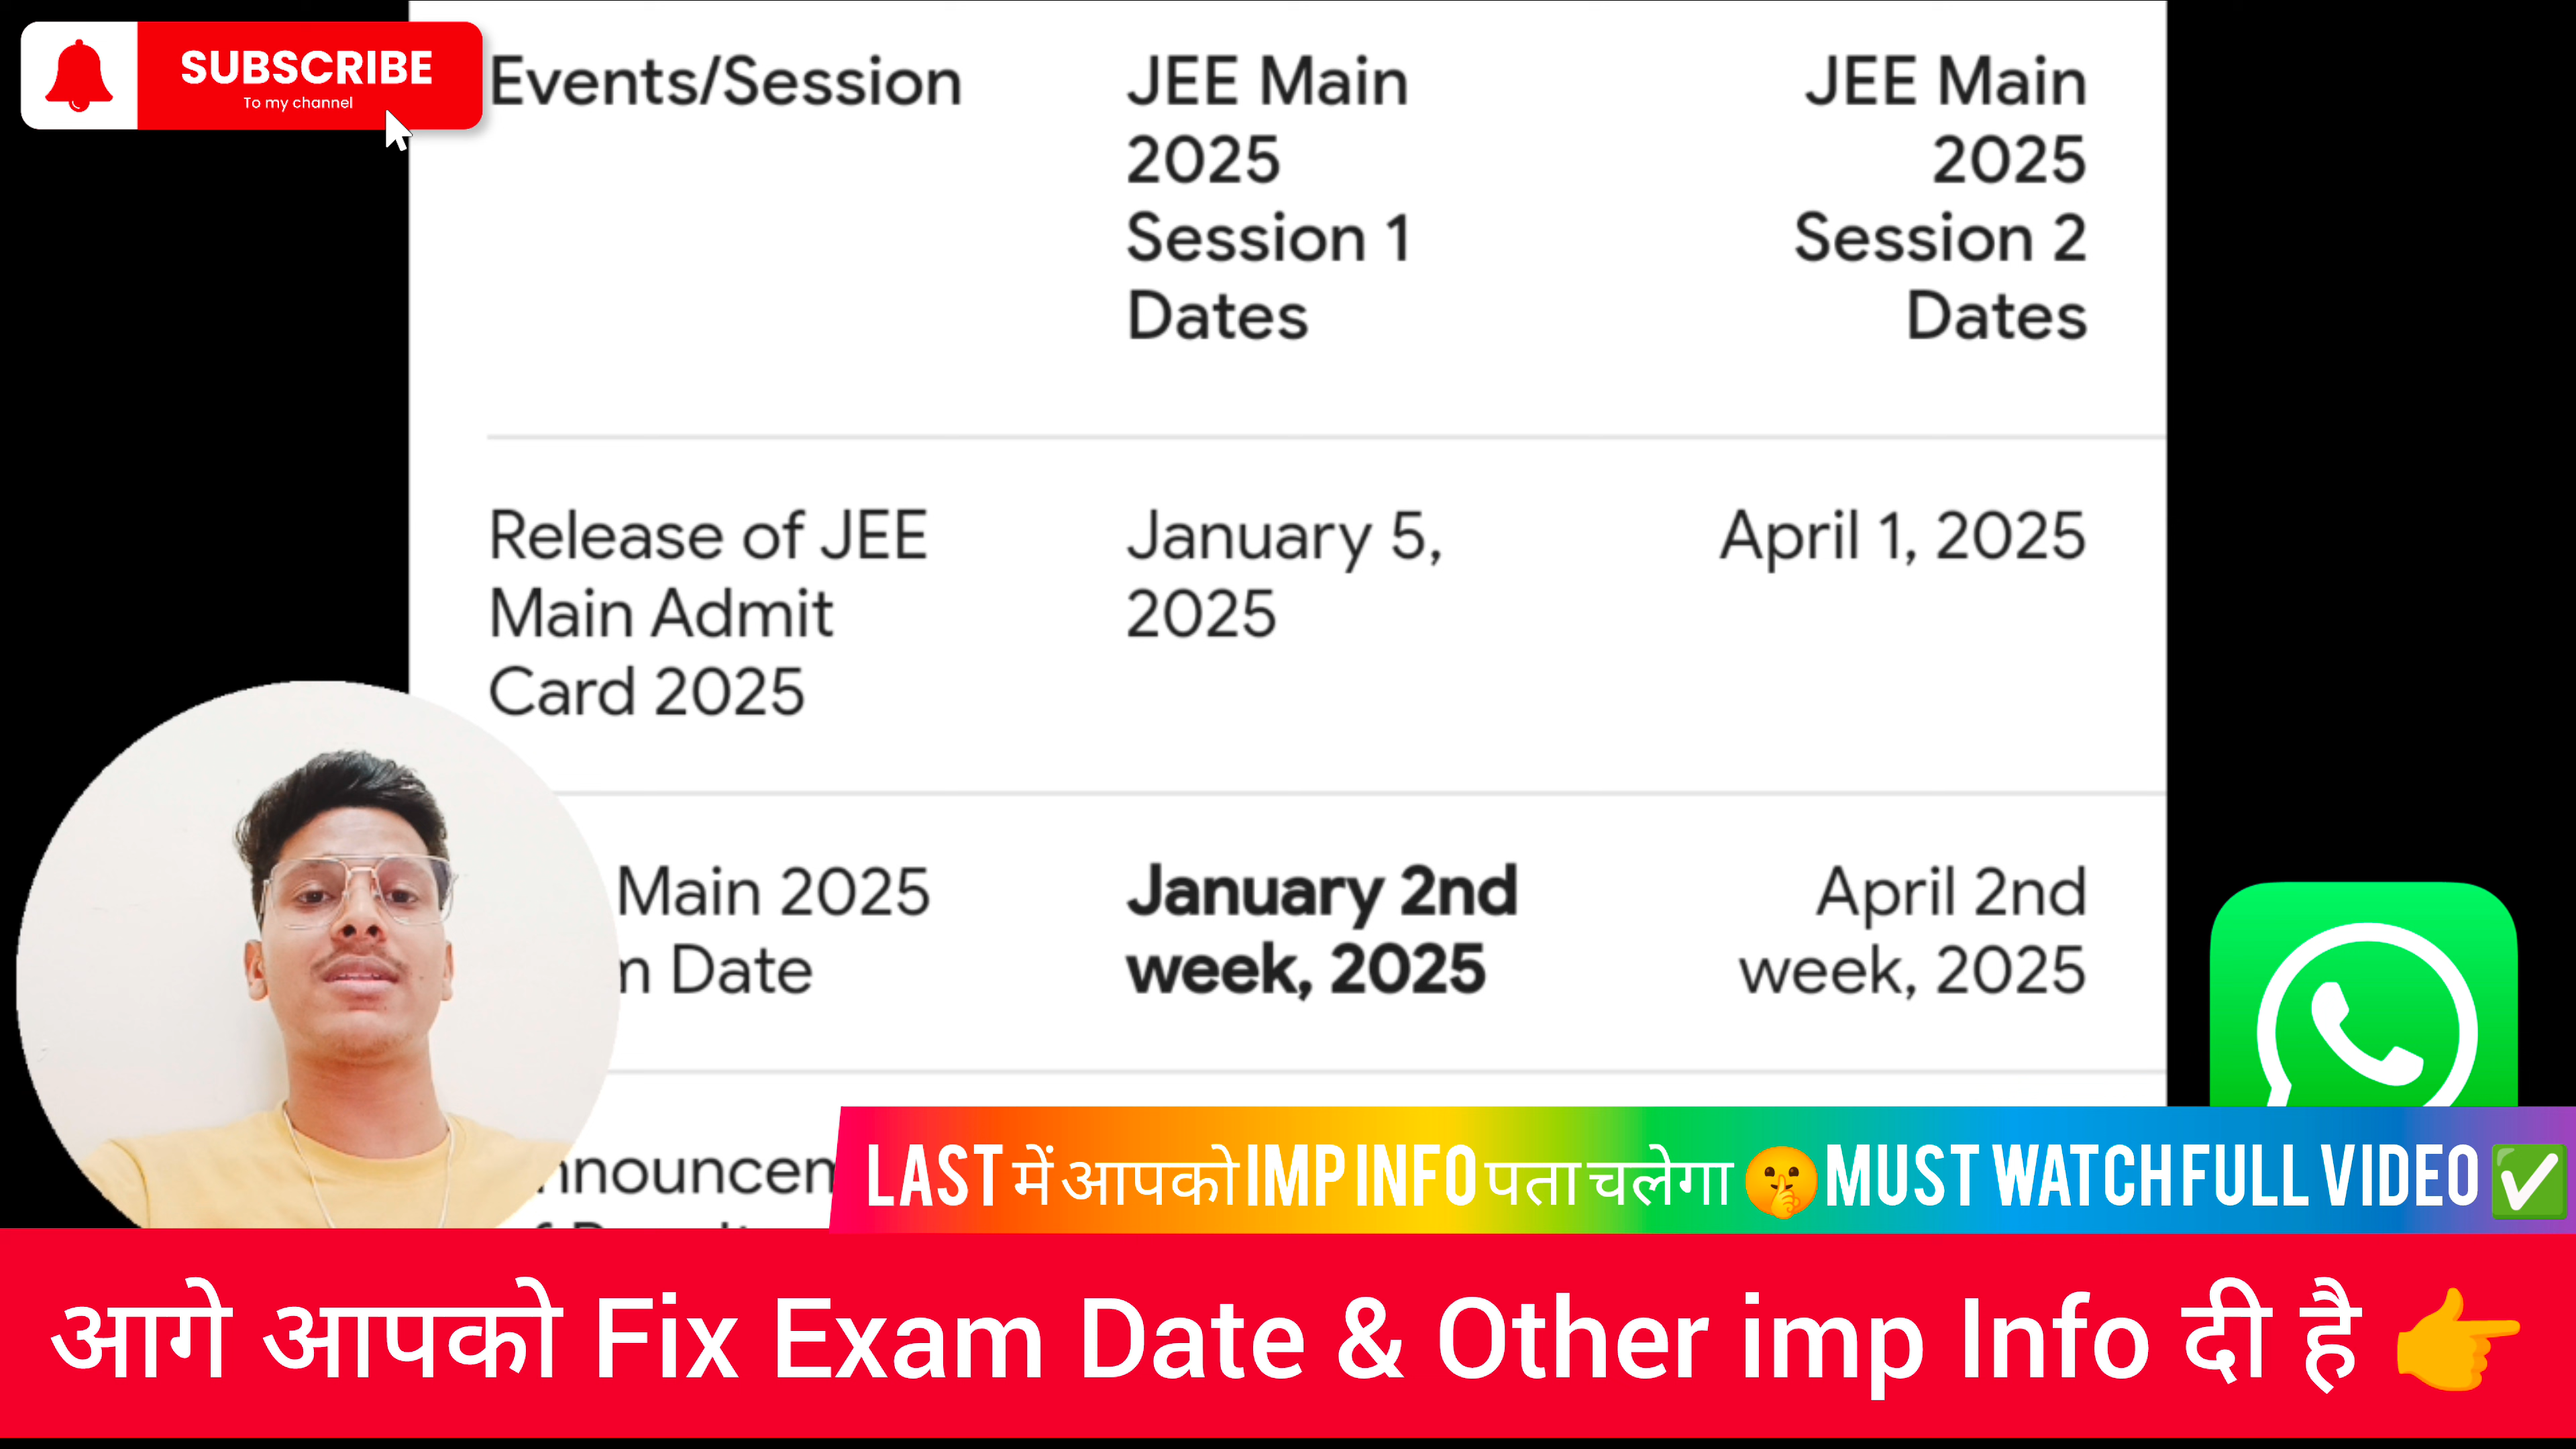 SUBSCRIBE
To my channel
Events/Session
JEE Main
2025
Session 1
Dates
JEE Main
2025
Session 2
Dates
Release of JEE
Main Admit
Card 2025
January 5,
2025
April 1, 2025
Main 2025
Date
January 2nd
week, 2025
April 2nd
week, 2025
LAST में आपको IMP INFO पता चलेगा 🤫 MUST WATCH FULL VIDEO ✅
आगे आपको Fix Exam Date & Other imp Info दी है 👉